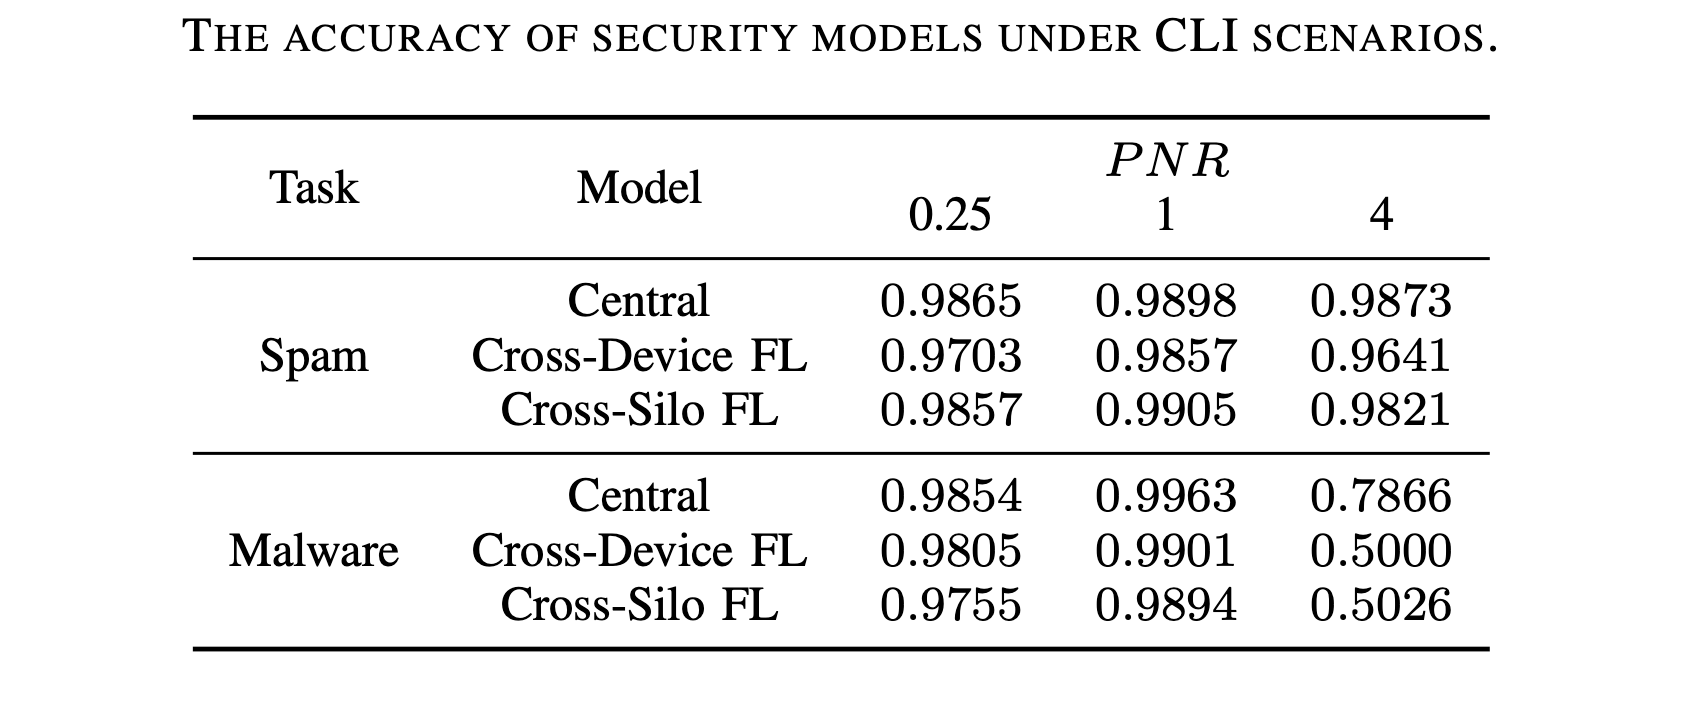 THE ACCURACY OF SECURITY MODELS UNDER CLI SCENARIOS.
Task Model PNR
0.25 1 4
Spam
Central 0.9865 0.9898 0.9873
Cross-Device FL 0.9703 0.9857 0.9641
Cross-Silo FL 0.9857 0.9905 0.9821
Malware
Central 0.9854 0.9963 0.7866
Cross-Device FL 0.9805 0.9901 0.5000
Cross-Silo FL 0.9755 0.9894 0.5026